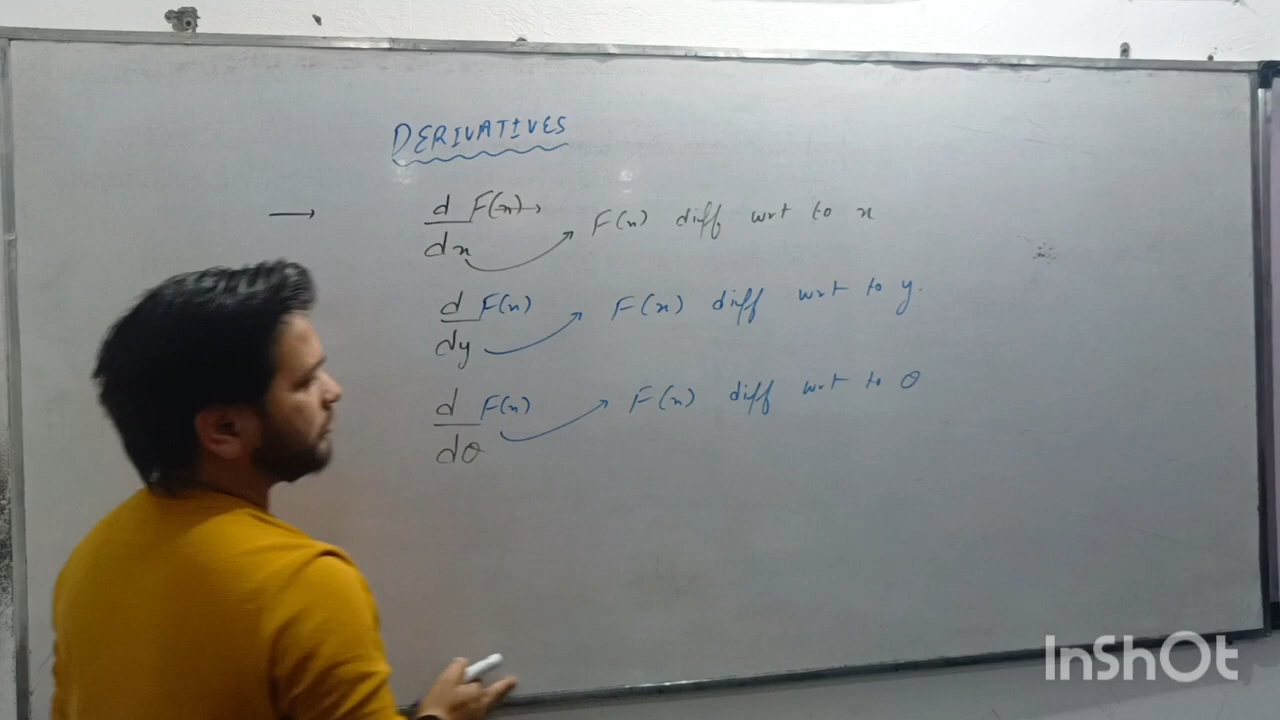 DERIVATIVES
→ d/dx F(x) → F(x) diff wrt to x
d/dy F(x) → F(x) diff wrt to y.
d/dθ F(x) → F(x) diff wrt to θ
InShOt